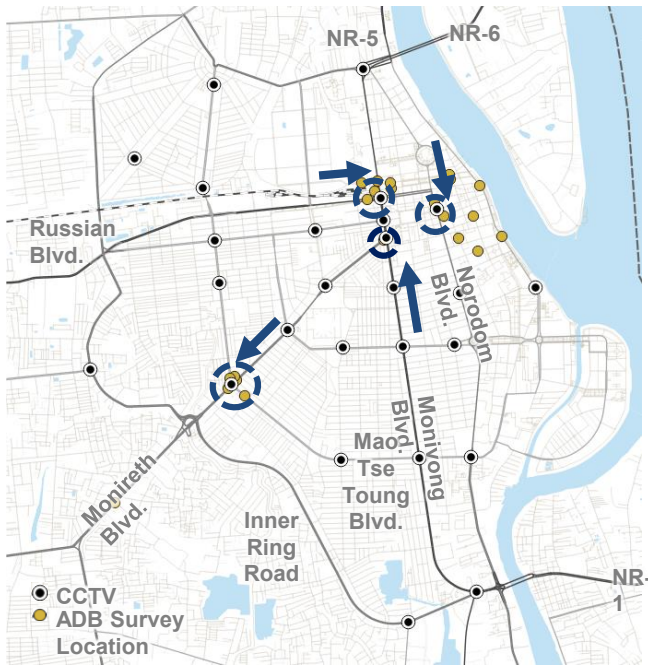 NR-5
NR-6
Russian
Blvd.
Norodom
Blvd.
Monivong
Blvd.
Mao.
Tse
Toung
Blvd.
Monireth
Blvd.
Inner
Ring
Road
NR-
1
CCTV
ADB Survey
Location